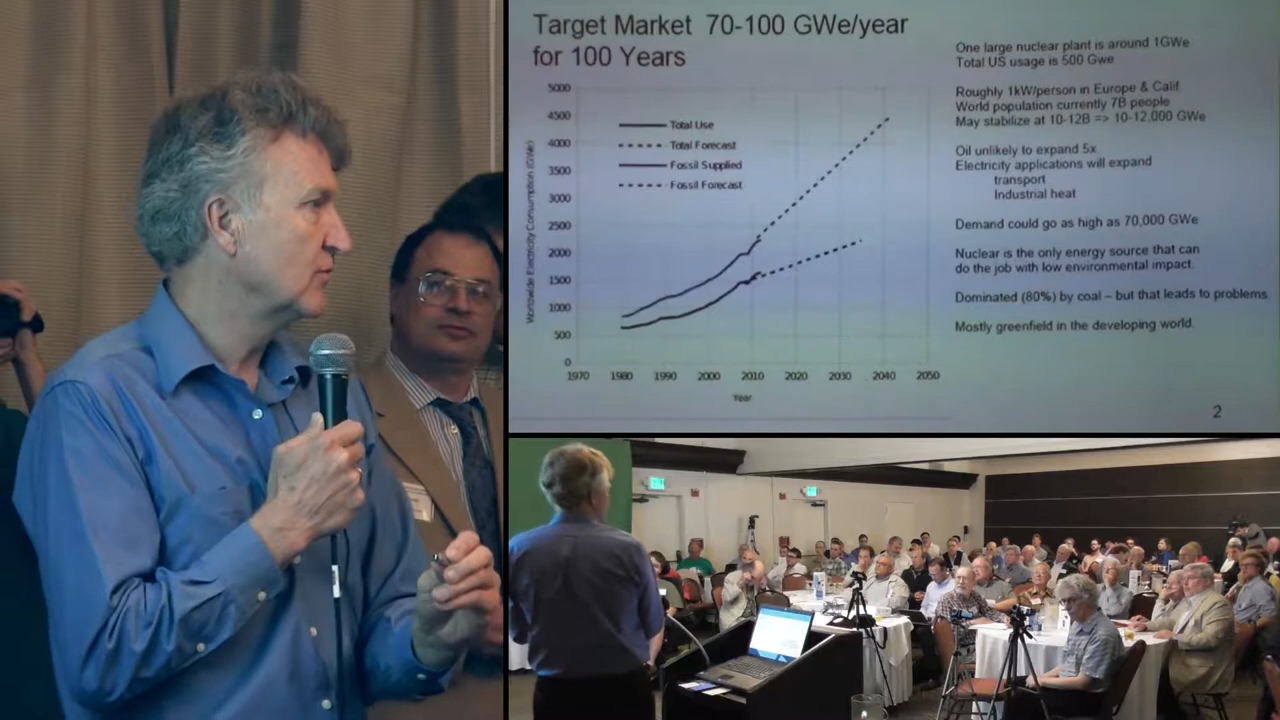 Target Market 70-100 GWe/year
for 100 Years
5000
4500
4000
3500
3000
2500
2000
1500
1000
500
0
Worldwide Electricity Consumption (GWe)
Total Use
Total Forecast
Fossil Supplied
Fossil Forecast
1970 1980 1990 2000 2010 2020 2030 2040 2050
Year
One large nuclear plant is around 1GWe
Total US usage is 500 Gwe
Roughly 1kW/person in Europe & Calif
World population currently 7B people
May stabilize at 10-12B => 10-12,000 GWe
Oil unlikely to expand 5x
Electricity applications will expand
transport
Industrial heat
Demand could go as high as 70,000 GWe
Nuclear is the only energy source that can
do the job with low environmental impact.
Dominated (80%) by coal – but that leads to problems.
Mostly greenfield in the developing world.
2